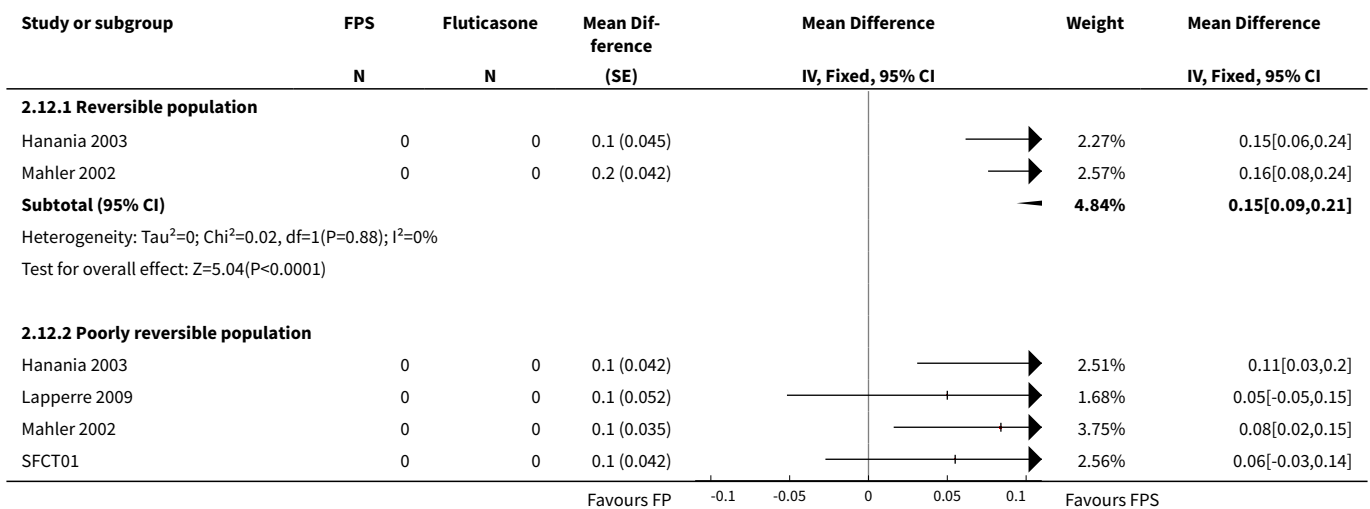 Study or subgroup FPS Fluticasone Mean Dif- Mean Difference Weight Mean Difference
ference
N N (SE) IV, Fixed, 95% CI IV, Fixed, 95% CI
2.12.1 Reversible population
Hanania 2003 0 0 0.1 (0.045) 2.27% 0.15[0.06,0.24]
Mahler 2002 0 0 0.2 (0.042) 2.57% 0.16[0.08,0.24]
Subtotal (95% CI) 4.84% 0.15[0.09,0.21]
Heterogeneity: Tau²=0; Chi²=0.02, df=1(P=0.88); I²=0%
Test for overall effect: Z=5.04(P<0.0001)
2.12.2 Poorly reversible population
Hanania 2003 0 0 0.1 (0.042) 2.51% 0.11[0.03,0.2]
Lapperre 2009 0 0 0.1 (0.052) 1.68% 0.05[-0.05,0.15]
Mahler 2002 0 0 0.1 (0.035) 3.75% 0.08[0.02,0.15]
SFCT01 0 0 0.1 (0.042) 2.56% 0.06[-0.03,0.14]
Favours FP -0.1 -0.05 0 0.05 0.1 Favours FPS